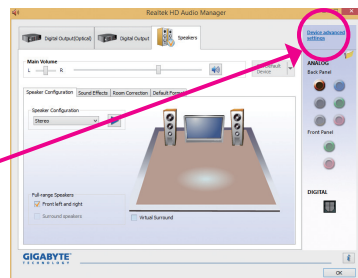 Realtek HD Audio Manager
Digital Output(Optical)
Digital Output
Speakers
Device advanced
settings
Main Volume
L
R
Device
ANALOG
Back Panel
Speaker Configuration
Sound Effects
Room Correction
Default Format
Speaker Configuration
Stereo
Front Panel
Full-range Speakers
Front left and right
Surround speakers
Virtual Surround
DIGITAL
GIGABYTE
TECHNOLOGY
OK